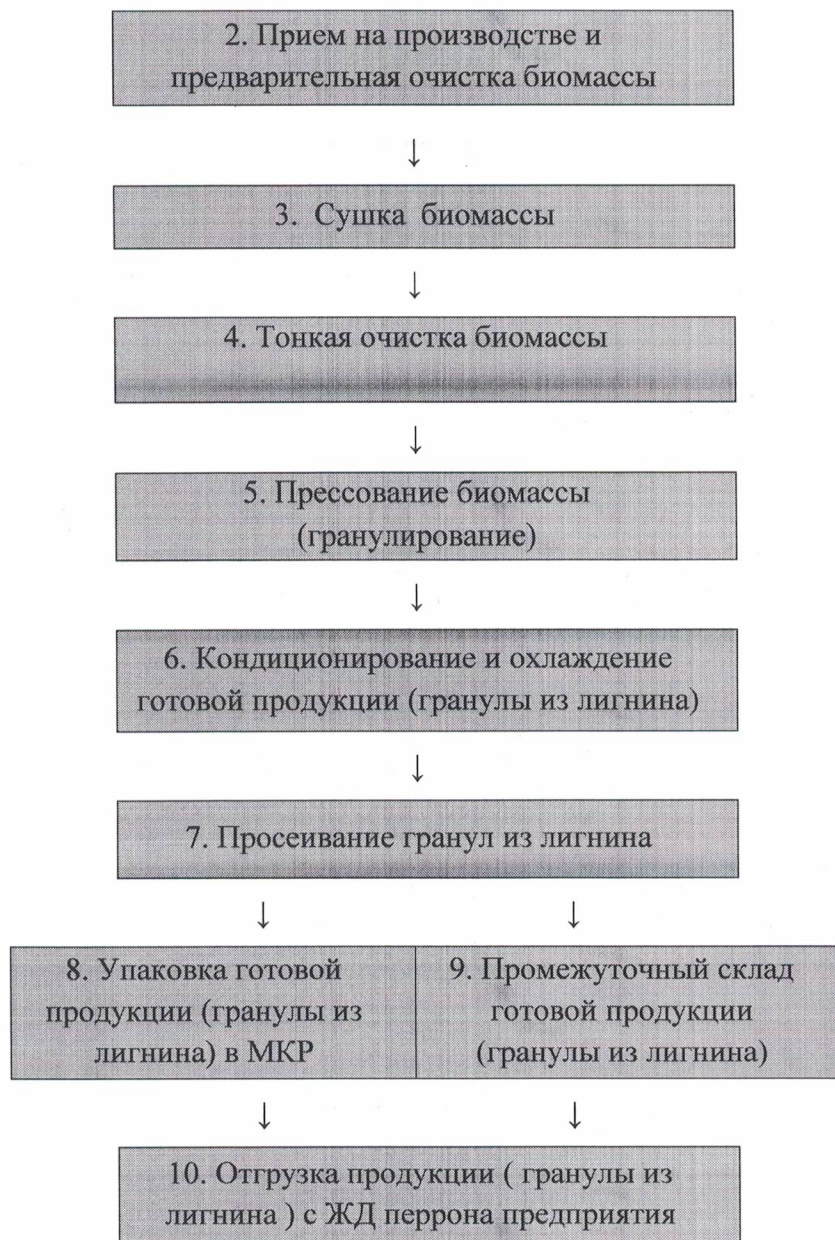 2. Прием на производстве и
предварительная очистка биомассы
↓
3. Сушка биомассы
↓
4. Тонкая очистка биомассы
↓
5. Прессование биомассы
(гранулирование)
↓
6. Кондиционирование и охлаждение
готовой продукции (гранулы из лигнина)
↓
7. Просеивание гранул из лигнина
↓ ↓
8. Упаковка готовой
продукции (гранулы из
лигнина) в МКР
9. Промежуточный склад
готовой продукции
(гранулы из лигнина)
↓ ↓
10. Отгрузка продукции ( гранулы из
лигнина ) с ЖД перрона предприятия